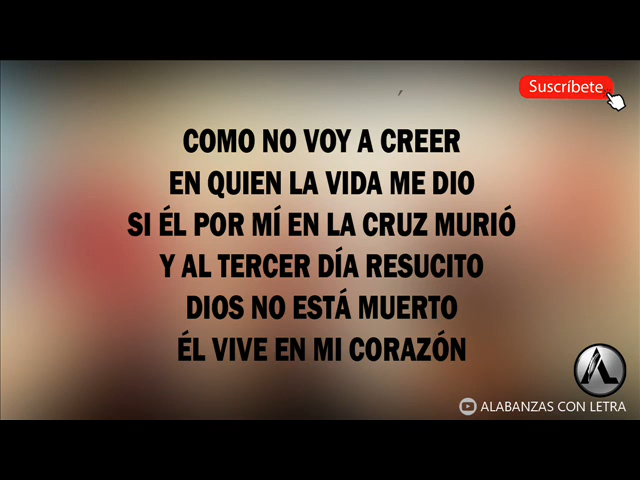 Suscríbete
COMO NO VOY A CREER
EN QUIEN LA VIDA ME DIO
SI ÉL POR MÍ EN LA CRUZ MURIÓ
Y AL TERCER DÍA RESUCITO
DIOS NO ESTÁ MUERTO
ÉL VIVE EN MI CORAZÓN
ALABANZAS CON LETRA